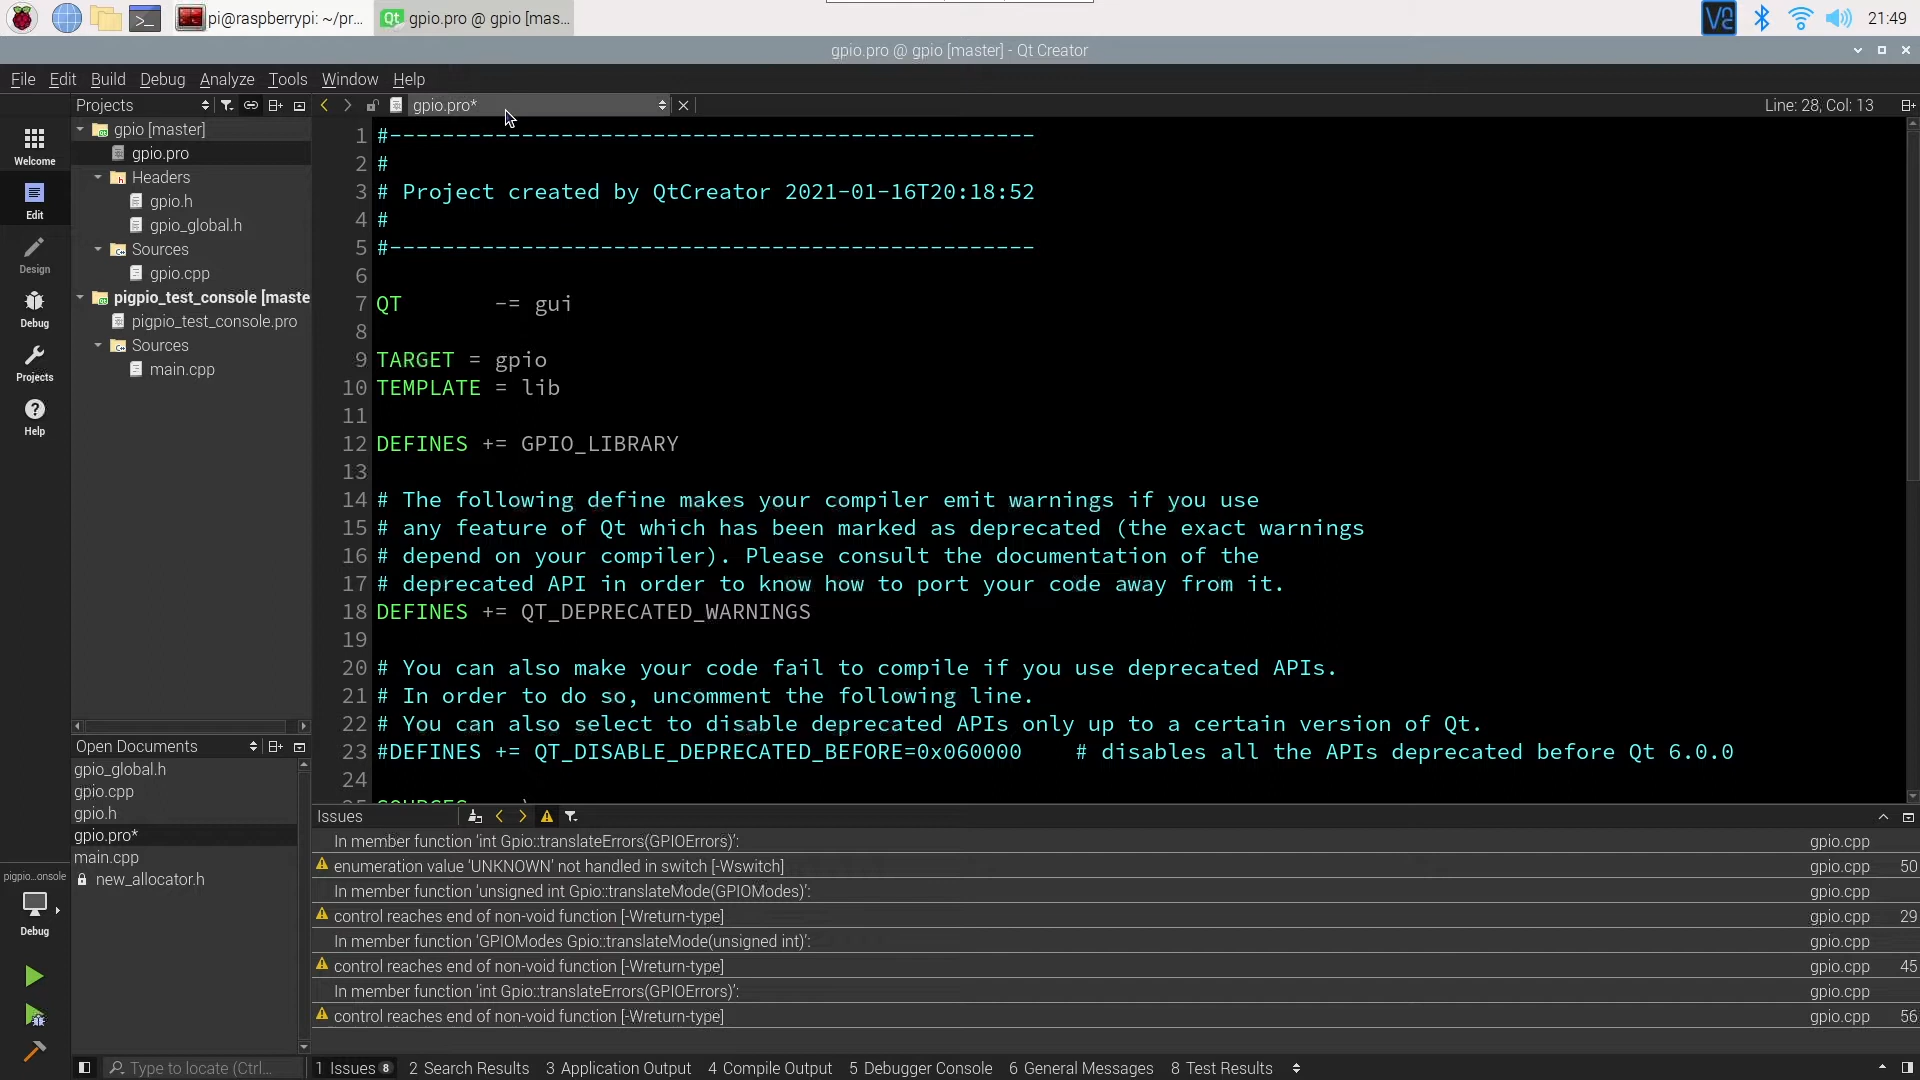 pi@raspberrypi: ~/pr...
gpio.pro @ gpio [mas...
21:49
gpio.pro @ gpio [master] - Qt Creator
File Edit Build Debug Analyze Tools Window Help
Projects
gpio.pro*
Line: 28, Col: 13
Welcome
Edit
Design
Debug
Projects
Help
gpio [master]
gpio.pro
Headers
gpio.h
gpio_global.h
Sources
gpio.cpp
pigpio_test_console [maste
pigpio_test_console.pro
Sources
main.cpp
1 #-------------------------------------------------
2 #
3 # Project created by QtCreator 2021-01-16T20:18:52
4 #
5 #-------------------------------------------------
6
7 QT       -= gui
8
9 TARGET = gpio
10 TEMPLATE = lib
11
12 DEFINES += GPIO_LIBRARY
13
14 # The following define makes your compiler emit warnings if you use
15 # any feature of Qt which has been marked as deprecated (the exact warnings
16 # depend on your compiler). Please consult the documentation of the
17 # deprecated API in order to know how to port your code away from it.
18 DEFINES += QT_DEPRECATED_WARNINGS
19
20 # You can also make your code fail to compile if you use deprecated APIs.
21 # In order to do so, uncomment the following line.
22 # You can also select to disable deprecated APIs only up to a certain version of Qt.
23 #DEFINES += QT_DISABLE_DEPRECATED_BEFORE=0x060000    # disables all the APIs deprecated before Qt 6.0.0
24
Open Documents
gpio_global.h
gpio.cpp
gpio.h
gpio.pro*
main.cpp
new_allocator.h
pigpio...onsole
Debug
Issues
In member function 'int Gpio::translateErrors(GPIOErrors)': gpio.cpp
enumeration value 'UNKNOWN' not handled in switch [-Wswitch] gpio.cpp 50
In member function 'unsigned int Gpio::translateMode(GPIOModes)': gpio.cpp
control reaches end of non-void function [-Wreturn-type] gpio.cpp 29
In member function 'GPIOModes Gpio::translateMode(unsigned int)': gpio.cpp
control reaches end of non-void function [-Wreturn-type] gpio.cpp 45
In member function 'int Gpio::translateErrors(GPIOErrors)': gpio.cpp
control reaches end of non-void function [-Wreturn-type] gpio.cpp 56
Type to locate (Ctrl...
1 Issues 8 2 Search Results 3 Application Output 4 Compile Output 5 Debugger Console 6 General Messages 8 Test Results